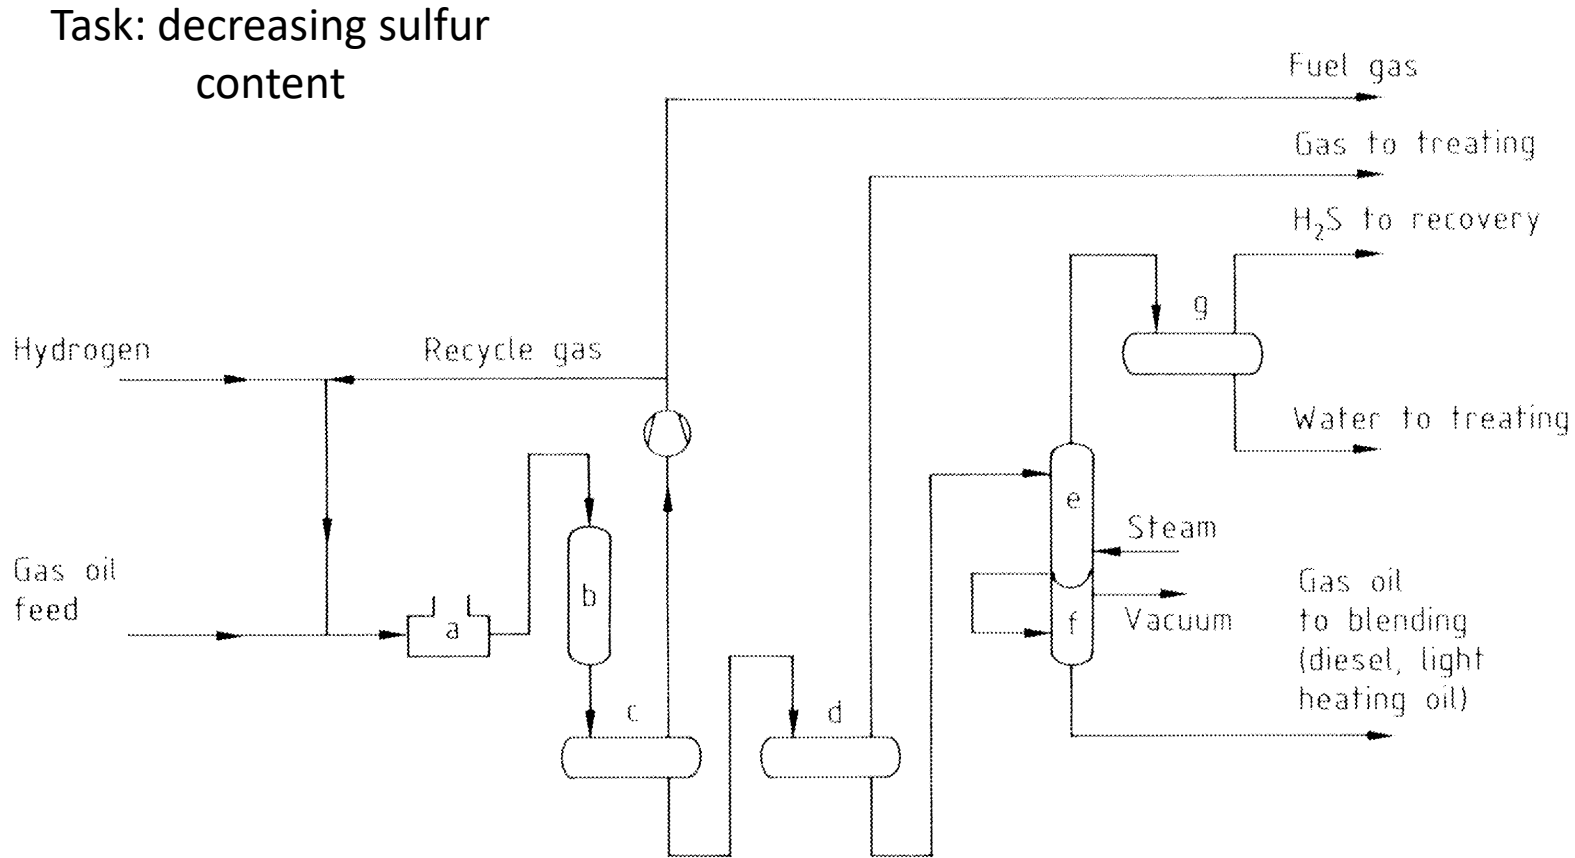 Task: decreasing sulfur
content
Fuel gas
Gas to treating
H₂S to recovery
g
Hydrogen
Recycle gas
Water to treating
e
Steam
Gas oil
feed
b
a
f
Vacuum
Gas oil
to blending
(diesel, light
heating oil)
c
d